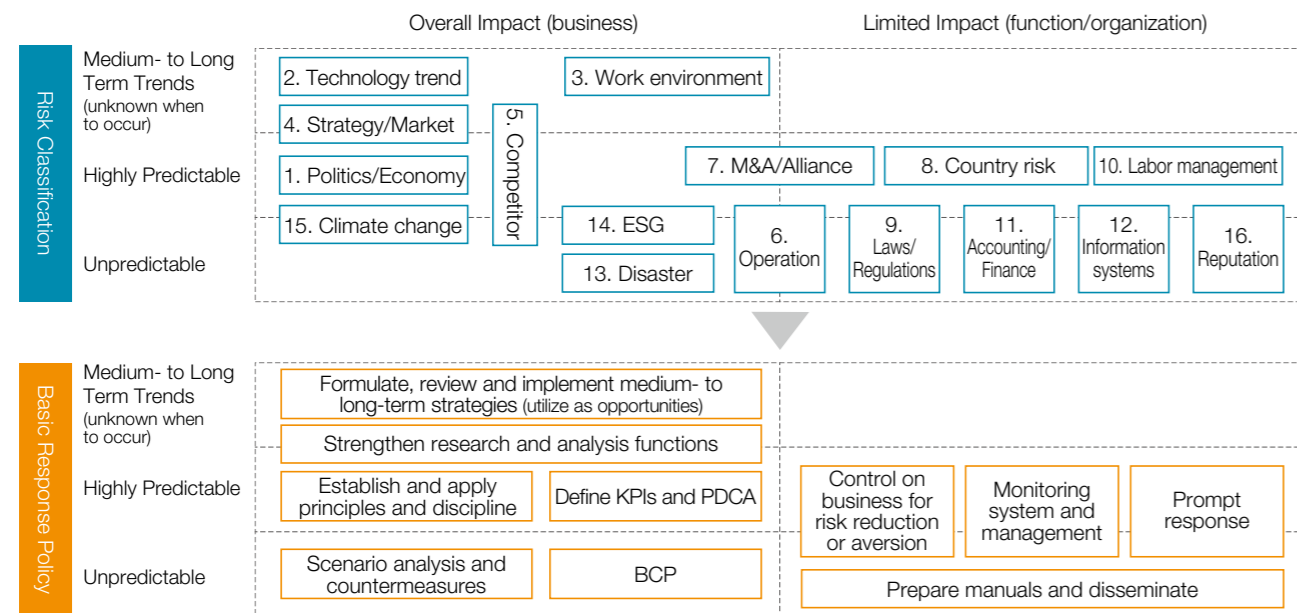 Overall Impact (business)
Limited Impact (function/organization)
Risk Classification
Medium- to Long
Term Trends
(unknown when
to occur)
2. Technology trend
3. Work environment
4. Strategy/Market
5. Competitor
Highly Predictable
1. Politics/Economy
7. M&A/Alliance
8. Country risk
10. Labor management
15. Climate change
14. ESG
Unpredictable
13. Disaster
6.
Operation
9.
Laws/
Regulations
11.
Accounting/
Finance
12.
Information
systems
16.
Reputation
Basic Response Policy
Medium- to Long
Term Trends
(unknown when
to occur)
Formulate, review and implement medium- to
long-term strategies (utilize as opportunities)
Strengthen research and analysis functions
Highly Predictable
Establish and apply
principles and discipline
Define KPIs and PDCA
Control on
business for
risk reduction
or aversion
Monitoring
system and
management
Prompt
response
Unpredictable
Scenario analysis and
countermeasures
BCP
Prepare manuals and disseminate